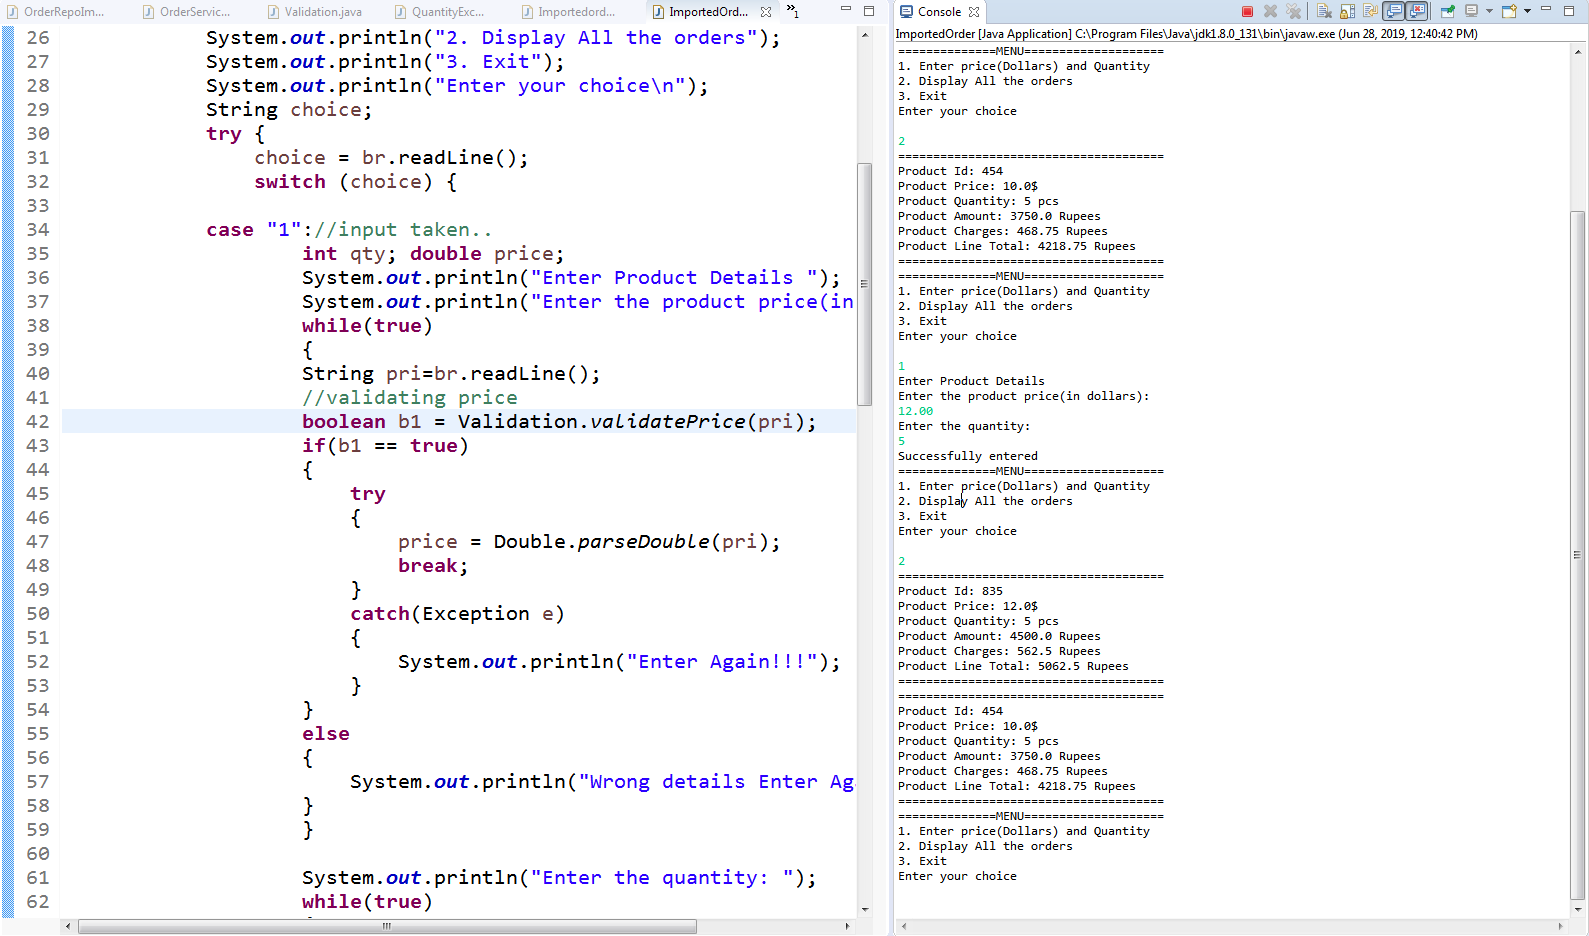 OrderRepoIm...
OrderServic...
Validation.java
QuantityExc...
Importedord...
ImportedOrd...
»1
26 System.out.println("2. Display All the orders");
27 System.out.println("3. Exit");
28 System.out.println("Enter your choice\n");
29 String choice;
30 try {
31 choice = br.readLine();
32 switch (choice) {
33
34 case "1"://input taken..
35 int qty; double price;
36 System.out.println("Enter Product Details ");
37 System.out.println("Enter the product price(in
38 while(true)
39 {
40 String pri=br.readLine();
41 //validating price
42 boolean b1 = Validation.validatePrice(pri);
43 if(b1 == true)
44 {
45 try
46 {
47 price = Double.parseDouble(pri);
48 break;
49 }
50 catch(Exception e)
51 {
52 System.out.println("Enter Again!!!");
53 }
54 }
55 else
56 {
57 System.out.println("Wrong details Enter Ag
58 }
59 }
60
61 System.out.println("Enter the quantity: ");
62 while(true)
Console
ImportedOrder [Java Application] C:\Program Files\Java\jdk1.8.0_131\bin\javaw.exe (Jun 28, 2019, 12:40:42 PM)
==============MENU====================
1. Enter price(Dollars) and Quantity
2. Display All the orders
3. Exit
Enter your choice
2
======================================
Product Id: 454
Product Price: 10.0$
Product Quantity: 5 pcs
Product Amount: 3750.0 Rupees
Product Charges: 468.75 Rupees
Product Line Total: 4218.75 Rupees
======================================
==============MENU====================
1. Enter price(Dollars) and Quantity
2. Display All the orders
3. Exit
Enter your choice
1
Enter Product Details
Enter the product price(in dollars):
12.00
Enter the quantity:
5
Successfully entered
==============MENU====================
1. Enter price(Dollars) and Quantity
2. Display All the orders
3. Exit
Enter your choice
2
======================================
Product Id: 835
Product Price: 12.0$
Product Quantity: 5 pcs
Product Amount: 4500.0 Rupees
Product Charges: 562.5 Rupees
Product Line Total: 5062.5 Rupees
======================================
======================================
Product Id: 454
Product Price: 10.0$
Product Quantity: 5 pcs
Product Amount: 3750.0 Rupees
Product Charges: 468.75 Rupees
Product Line Total: 4218.75 Rupees
======================================
==============MENU====================
1. Enter price(Dollars) and Quantity
2. Display All the orders
3. Exit
Enter your choice